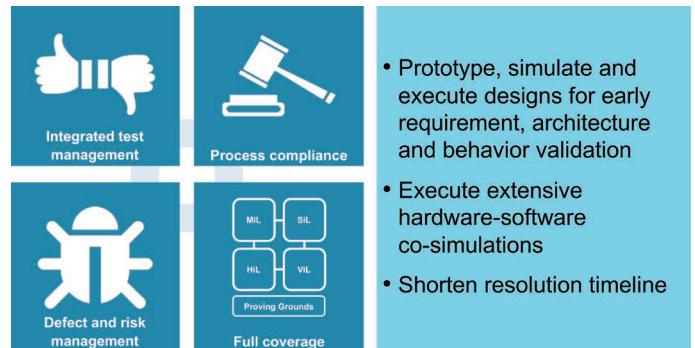 Integrated test
management
Process compliance
Defect and risk
management
MiL
SiL
HiL
ViL
Proving Grounds
Full coverage
• Prototype, simulate and
execute designs for early
requirement, architecture
and behavior validation
• Execute extensive
hardware-software
co-simulations
• Shorten resolution timeline